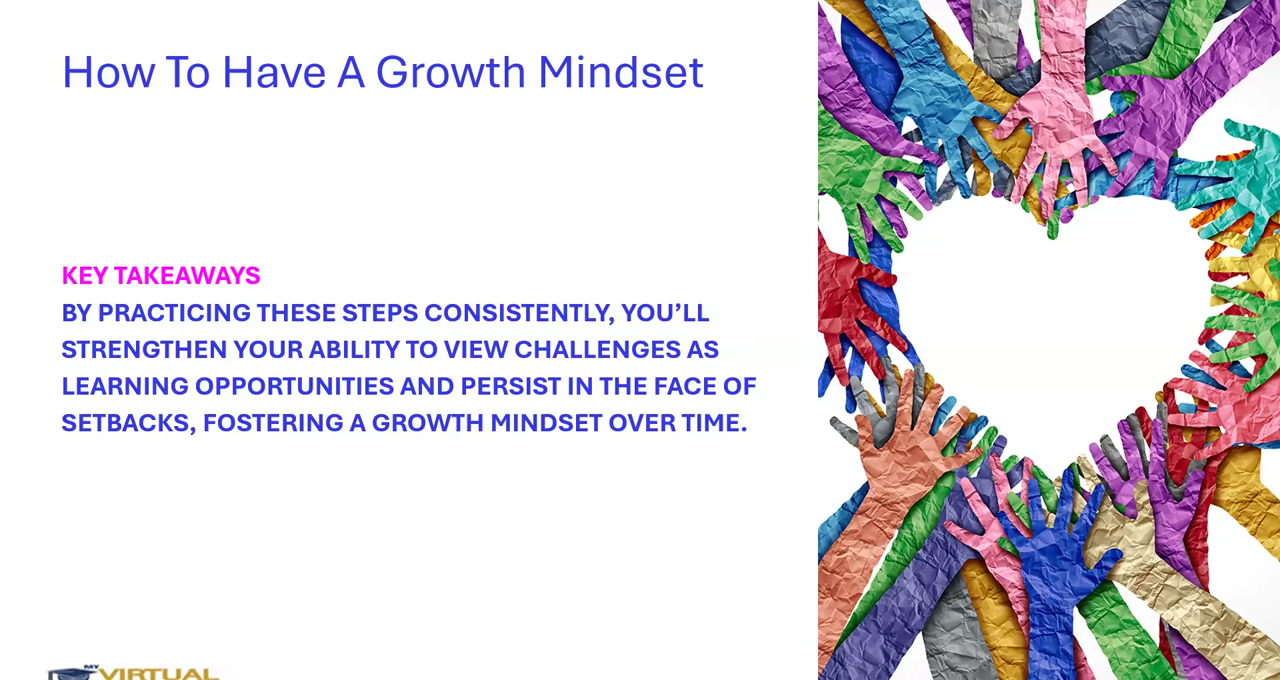 How To Have A Growth Mindset
KEY TAKEAWAYS
BY PRACTICING THESE STEPS CONSISTENTLY, YOU’LL
STRENGTHEN YOUR ABILITY TO VIEW CHALLENGES AS
LEARNING OPPORTUNITIES AND PERSIST IN THE FACE OF
SETBACKS, FOSTERING A GROWTH MINDSET OVER TIME.
MY
VIRTUAL